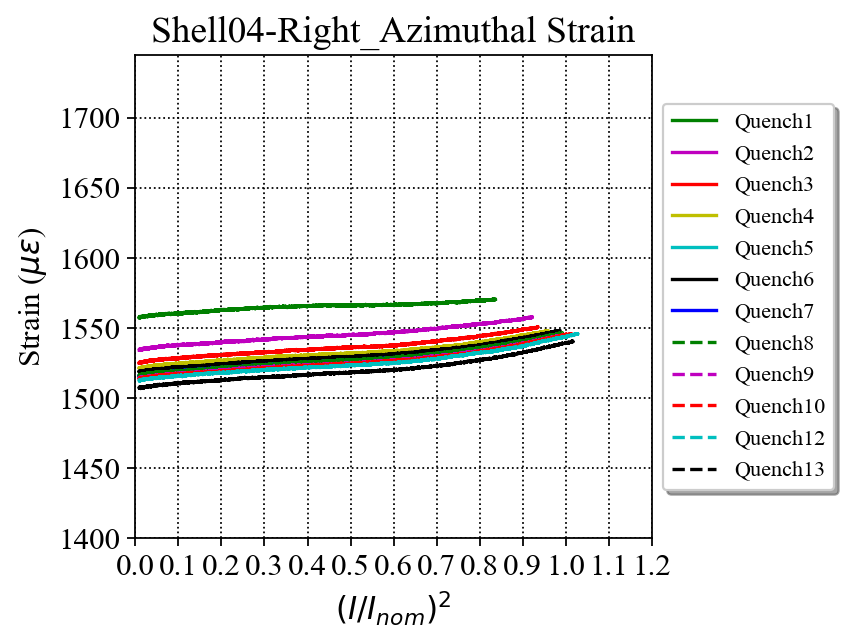 Shell04-Right_Azimuthal Strain
1700
1650
1600
1550
1500
1450
1400
Strain (με)
0.0 0.1 0.2 0.3 0.4 0.5 0.6 0.7 0.8 0.9 1.0 1.1 1.2
(I/I_nom)^2
Quench1
Quench2
Quench3
Quench4
Quench5
Quench6
Quench7
Quench8
Quench9
Quench10
Quench12
Quench13